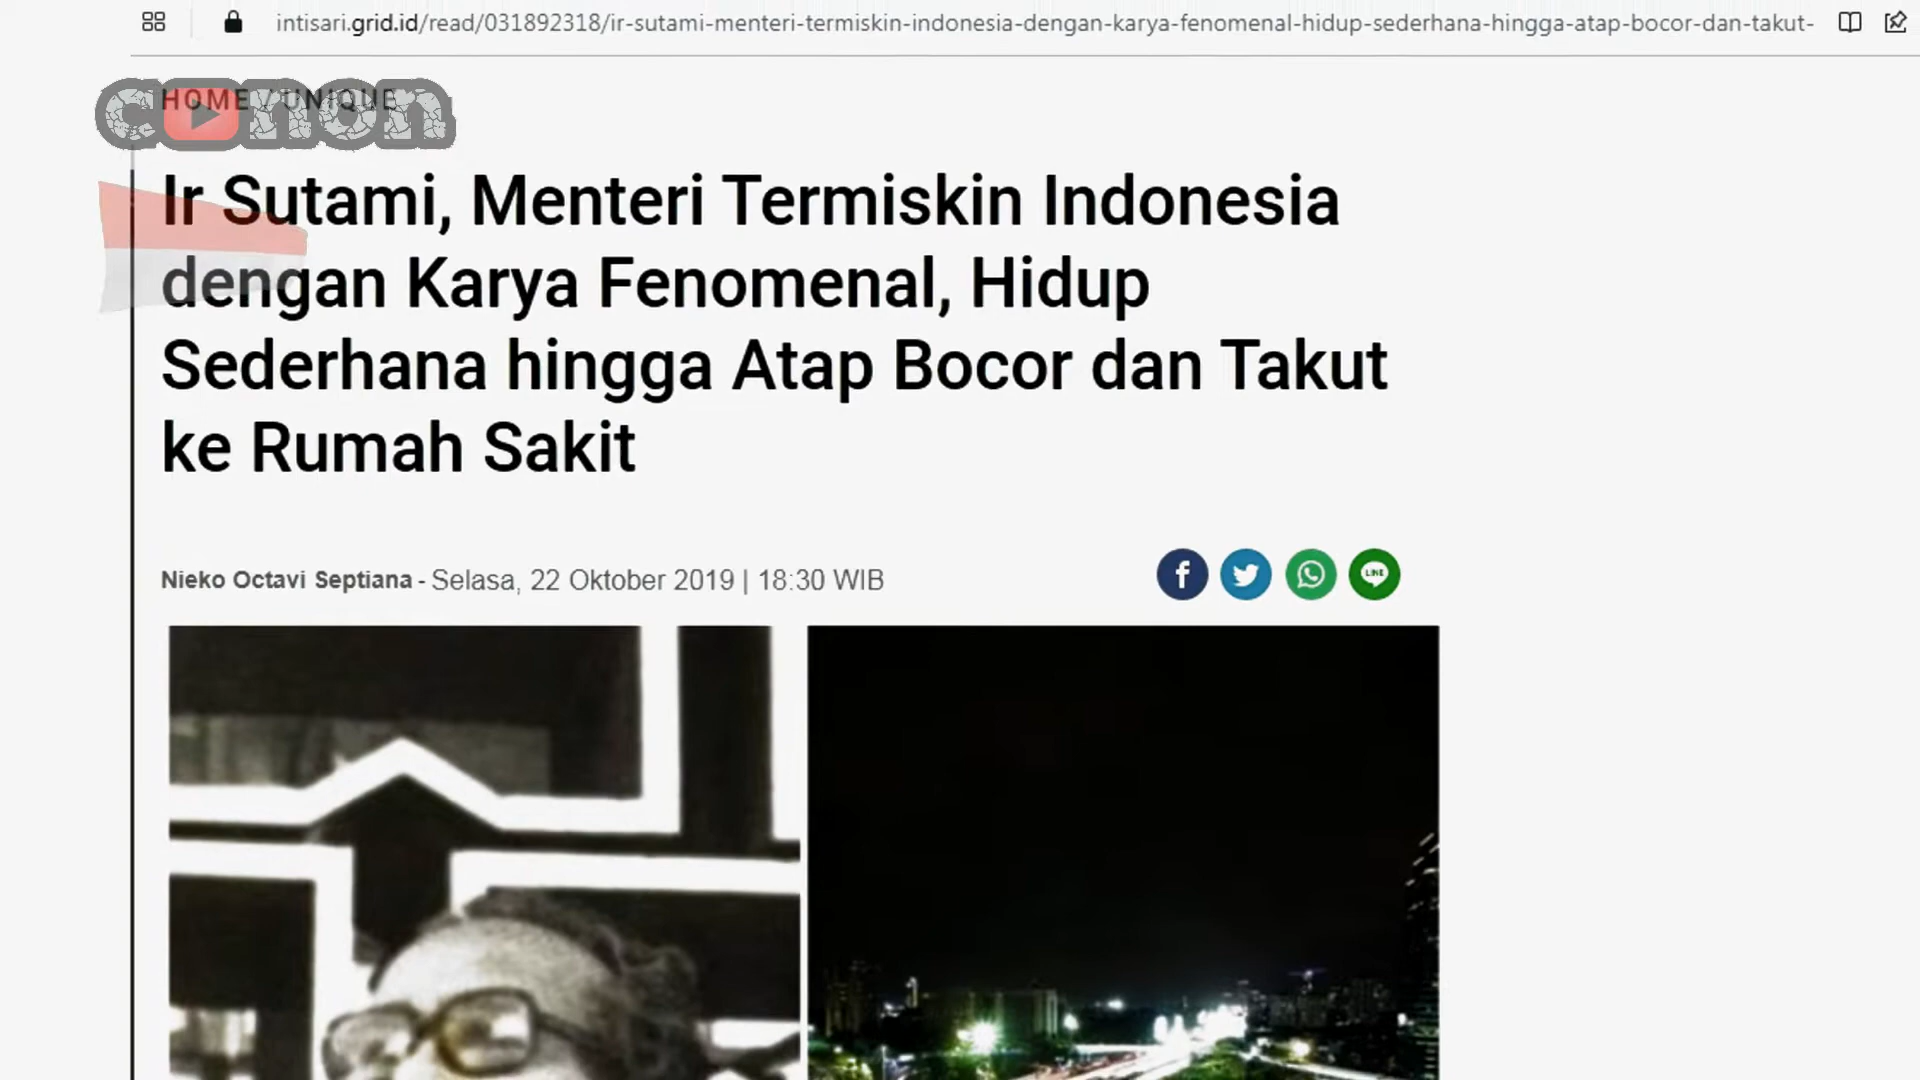 intisari.grid.id/read/031892318/ir-sutami-menteri-termiskin-indonesia-dengan-karya-fenomenal-hidup-sederhana-hingga-atap-bocor-dan-takut-
HOME / UNIQUE
conon
Ir Sutami, Menteri Termiskin Indonesia
dengan Karya Fenomenal, Hidup
Sederhana hingga Atap Bocor dan Takut
ke Rumah Sakit
Nieko Octavi Septiana - Selasa, 22 Oktober 2019 | 18:30 WIB
LINE